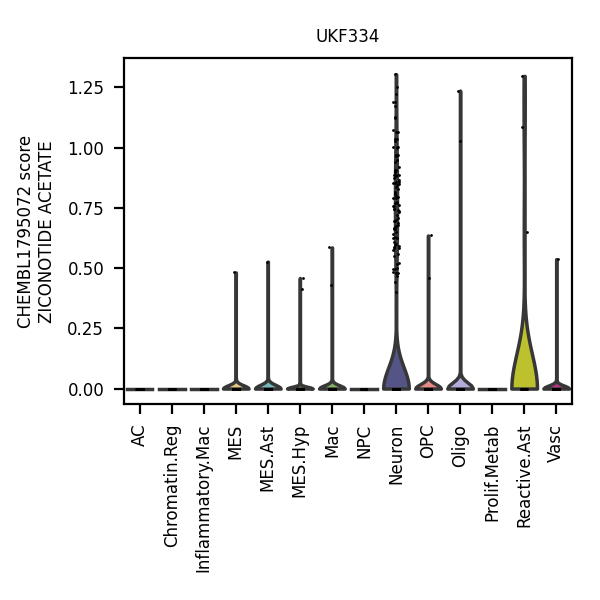 UKF334
CHEMBL1795072 score
ZICONOTIDE ACETATE
1.25
1.00
0.75
0.50
0.25
0.00
AC
Chromatin.Reg
Inflammatory.Mac
MES
MES.Ast
MES.Hyp
Mac
NPC
Neuron
OPC
Oligo
Prolif.Metab
Reactive.Ast
Vasc